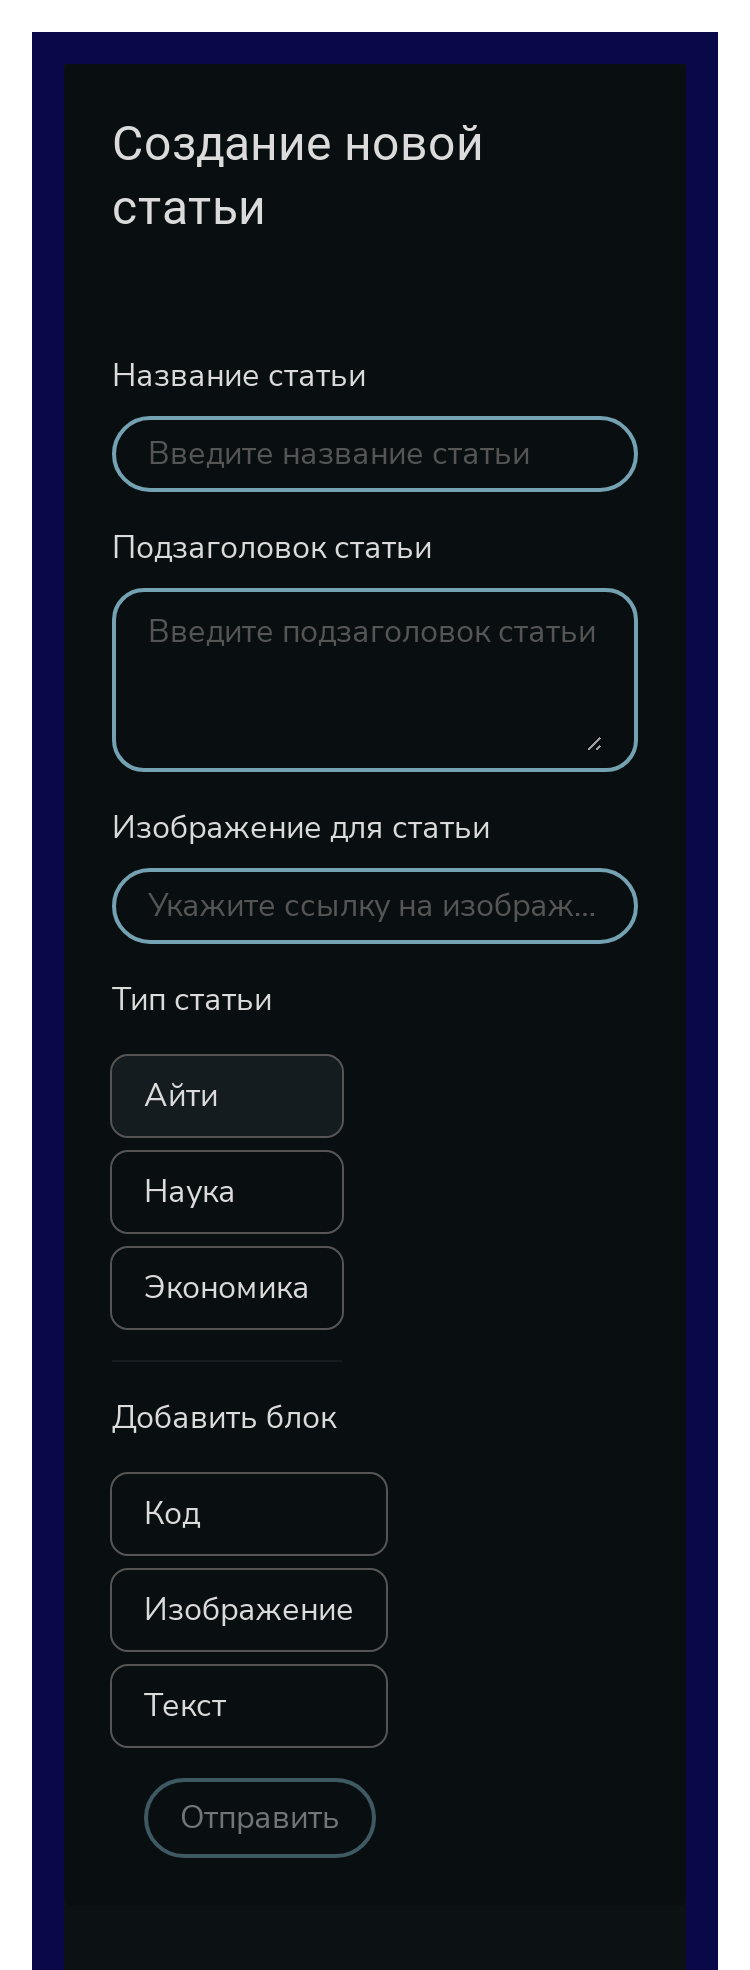 Создание новой
статьи
Название статьи
Введите название статьи
Подзаголовок статьи
Введите подзаголовок статьи
Изображение для статьи
Укажите ссылку на изображ...
Тип статьи
Айти
Наука
Экономика
Добавить блок
Код
Изображение
Текст
Отправить